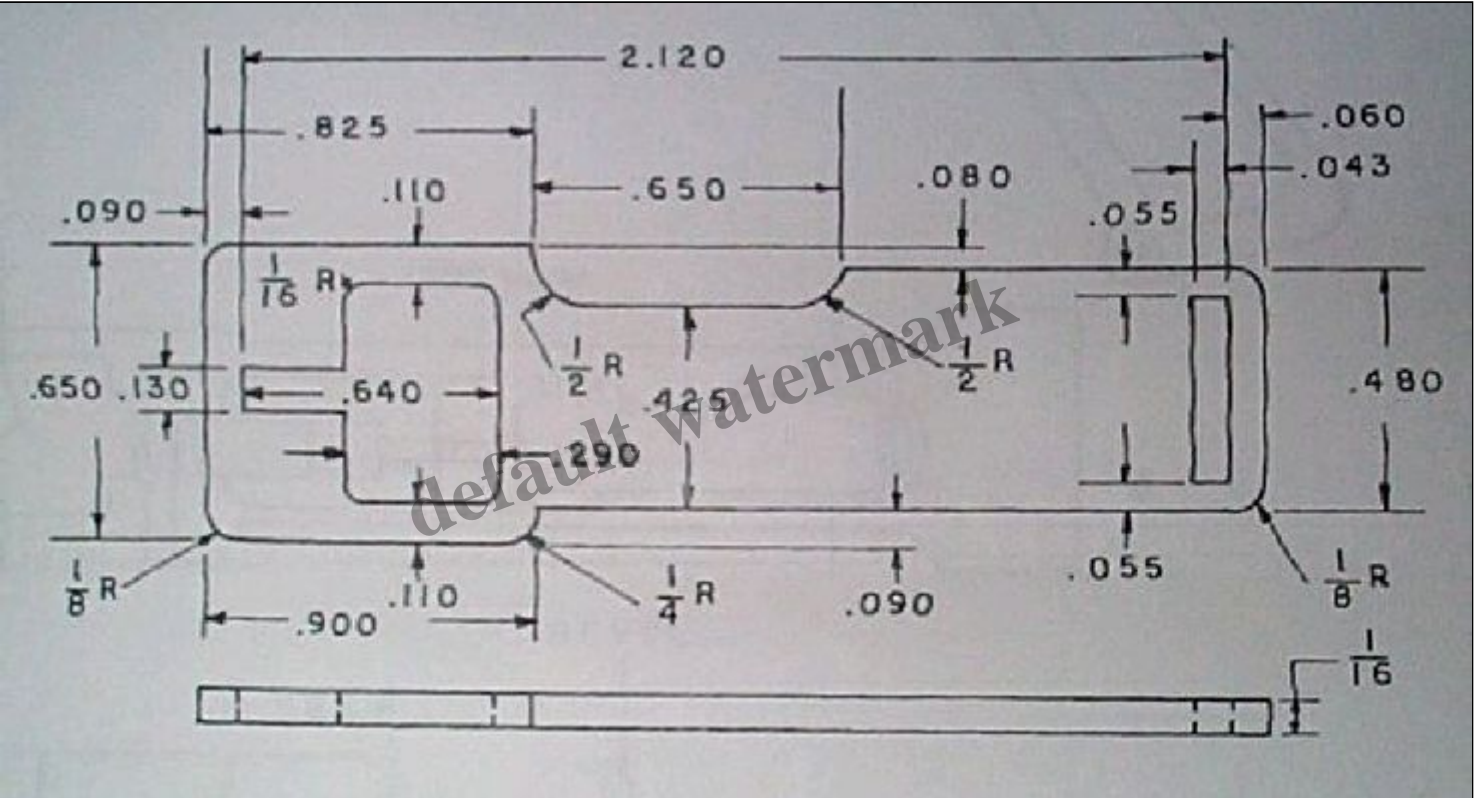 2.120
.825
.060
.650
.080
.043
.110
.090
.055
1/16 R
1/2 R
1/2 R
.650
.130
.640
.425
.480
.290
default watermark
1/8 R
.110
1/4 R
.090
.055
1/8 R
.900
1/16